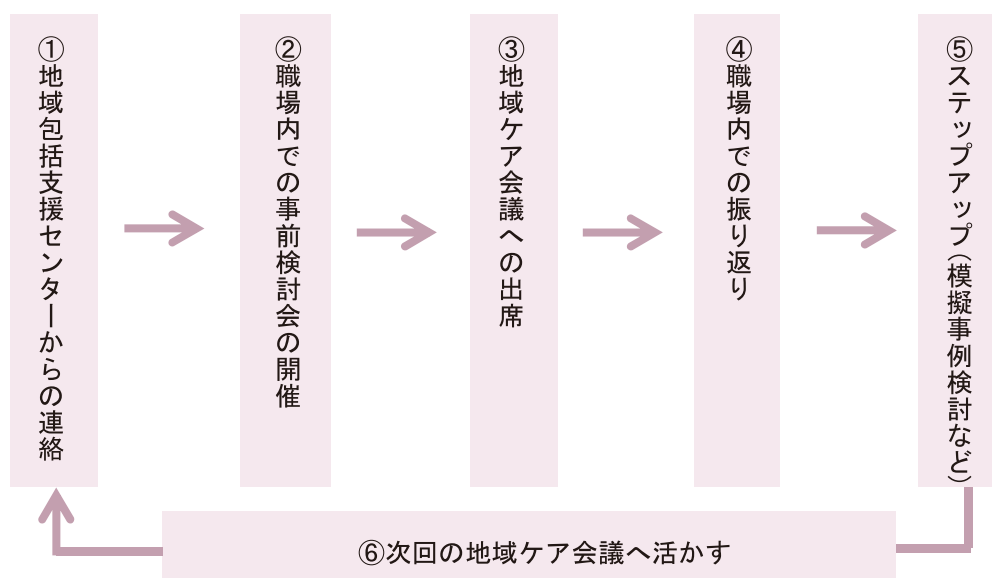 ①地域包括支援センターからの連絡
②職場内での事前検討会の開催
③地域ケア会議への出席
④職場内での振り返り
⑤ステップアップ(模擬事例検討など)
⑥次回の地域ケア会議へ活かす